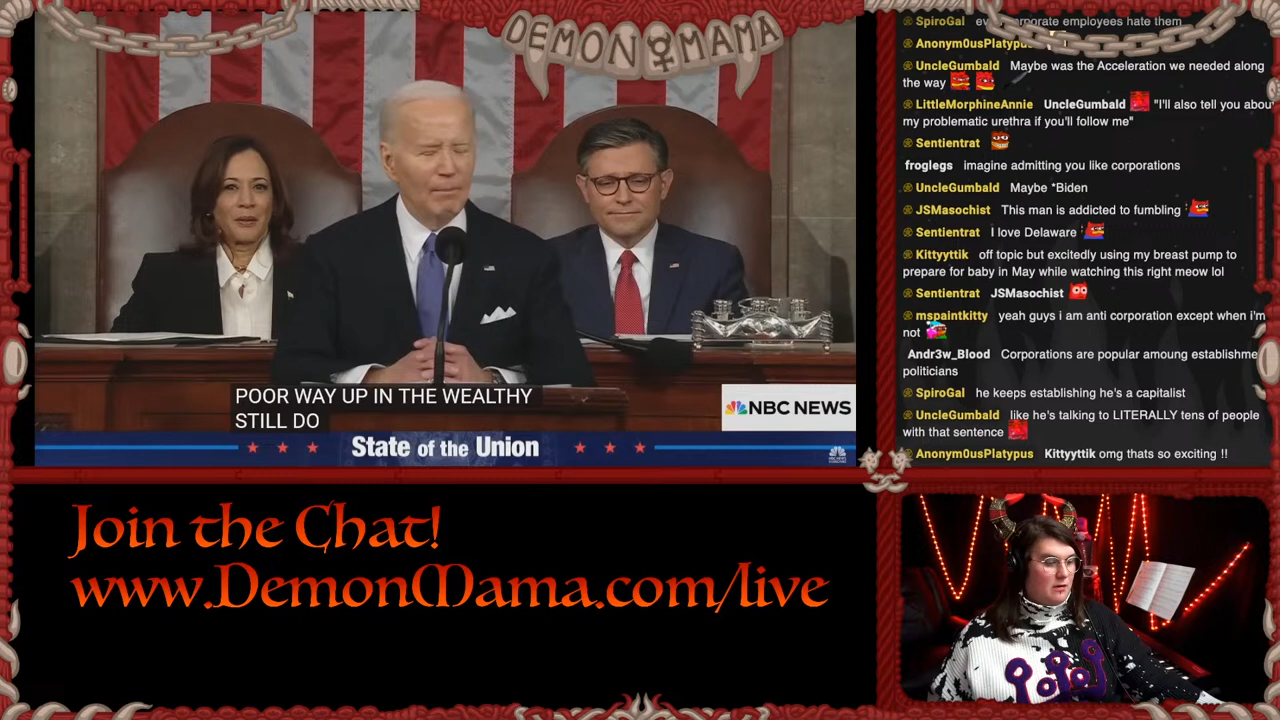 DEMON MAMA
POOR WAY UP IN THE WEALTHY
STILL DO
NBC NEWS
State of the Union
SpiroGal corporate employees hate them
Anonym0usPlatypus
UncleGumbald Maybe was the Acceleration we needed along
the way
LittleMorphineAnnie UncleGumbald "I'll also tell you abou
my problematic urethra if you'll follow me"
Sentientrat
froglegs imagine admitting you like corporations
UncleGumbald Maybe *Biden
JSMasochist This man is addicted to fumbling
Sentientrat I love Delaware
Kittyyttik off topic but excitedly using my breast pump to
prepare for baby in May while watching this right meow lol
Sentientrat JSMasochist
mspaintkitty yeah guys i am anti corporation except when i'm
not
Andr3w_Blood Corporations are popular amoung establishme
politicians
SpiroGal he keeps establishing he's a capitalist
UncleGumbald like he's talking to LITERALLY tens of people
with that sentence
Anonym0usPlatypus Kittyyttik omg thats so exciting !!
Join the Chat!
www.DemonMama.com/live